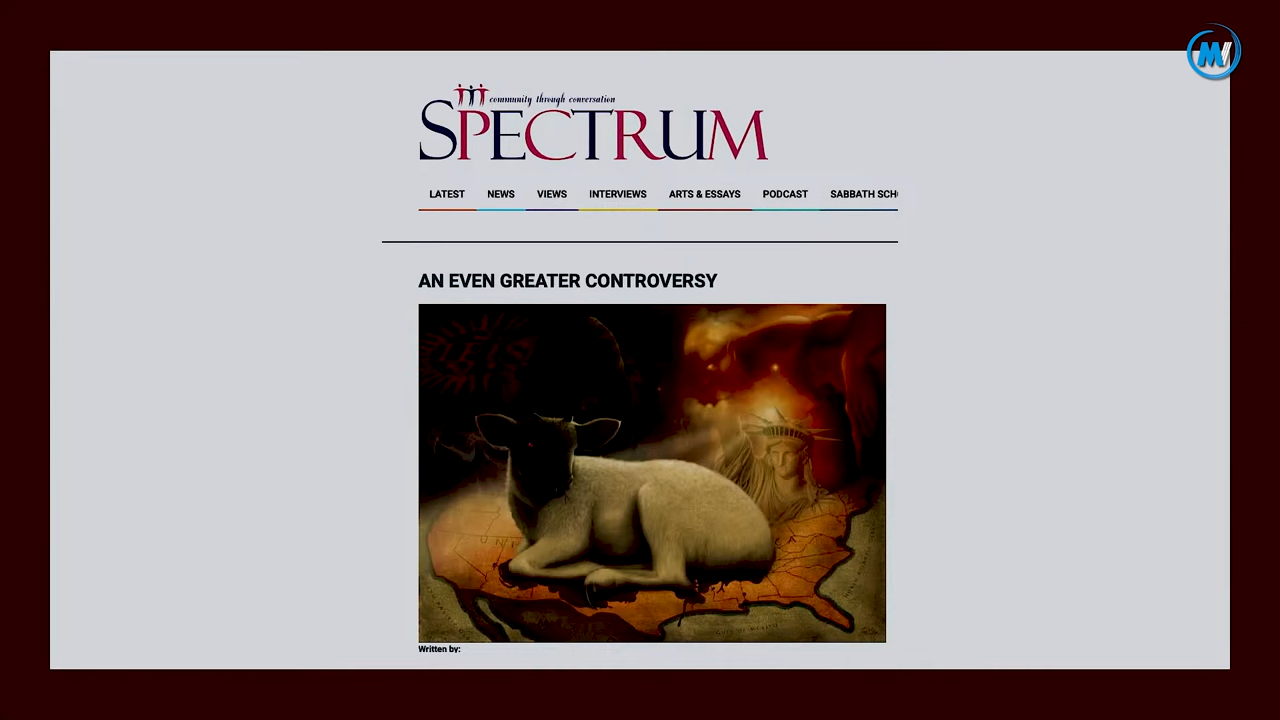 community through conversation
SPECTRUM
LATEST NEWS VIEWS INTERVIEWS ARTS & ESSAYS PODCAST SABBATH SCH
AN EVEN GREATER CONTROVERSY
Written by: